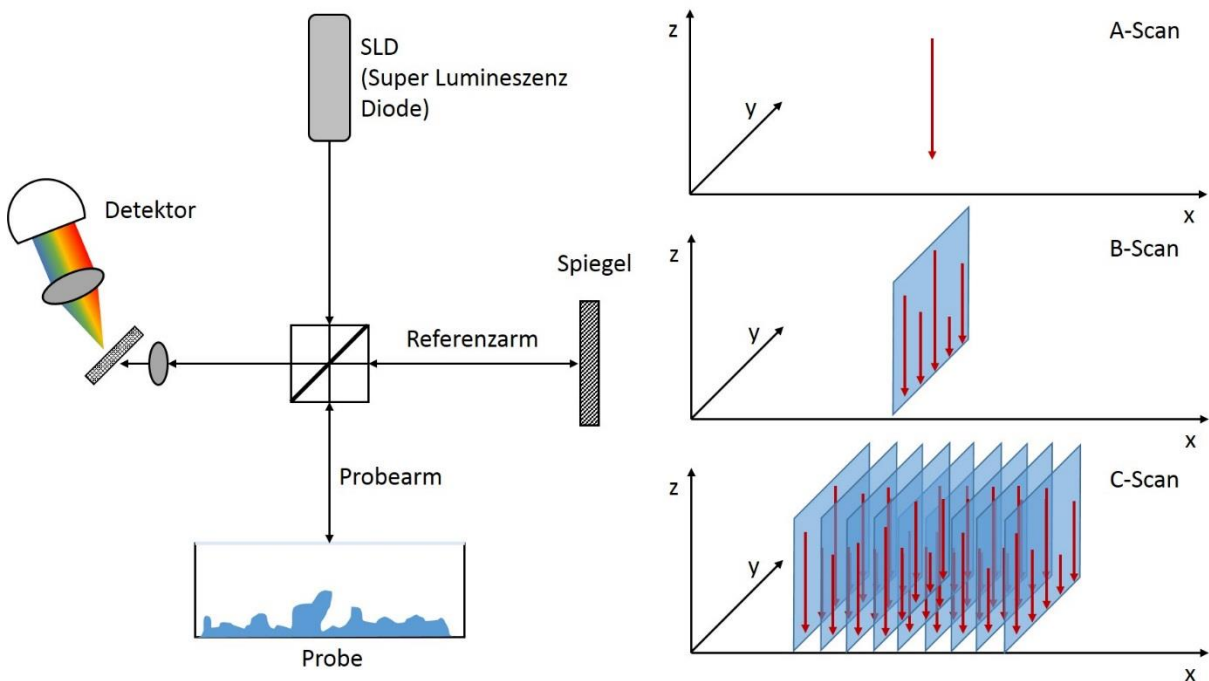 SLD
(Super Lumineszenz
Diode)
Detektor
Spiegel
Referenzarm
Probearm
Probe
z
A-Scan
y
x
z
B-Scan
y
x
z
C-Scan
y
x